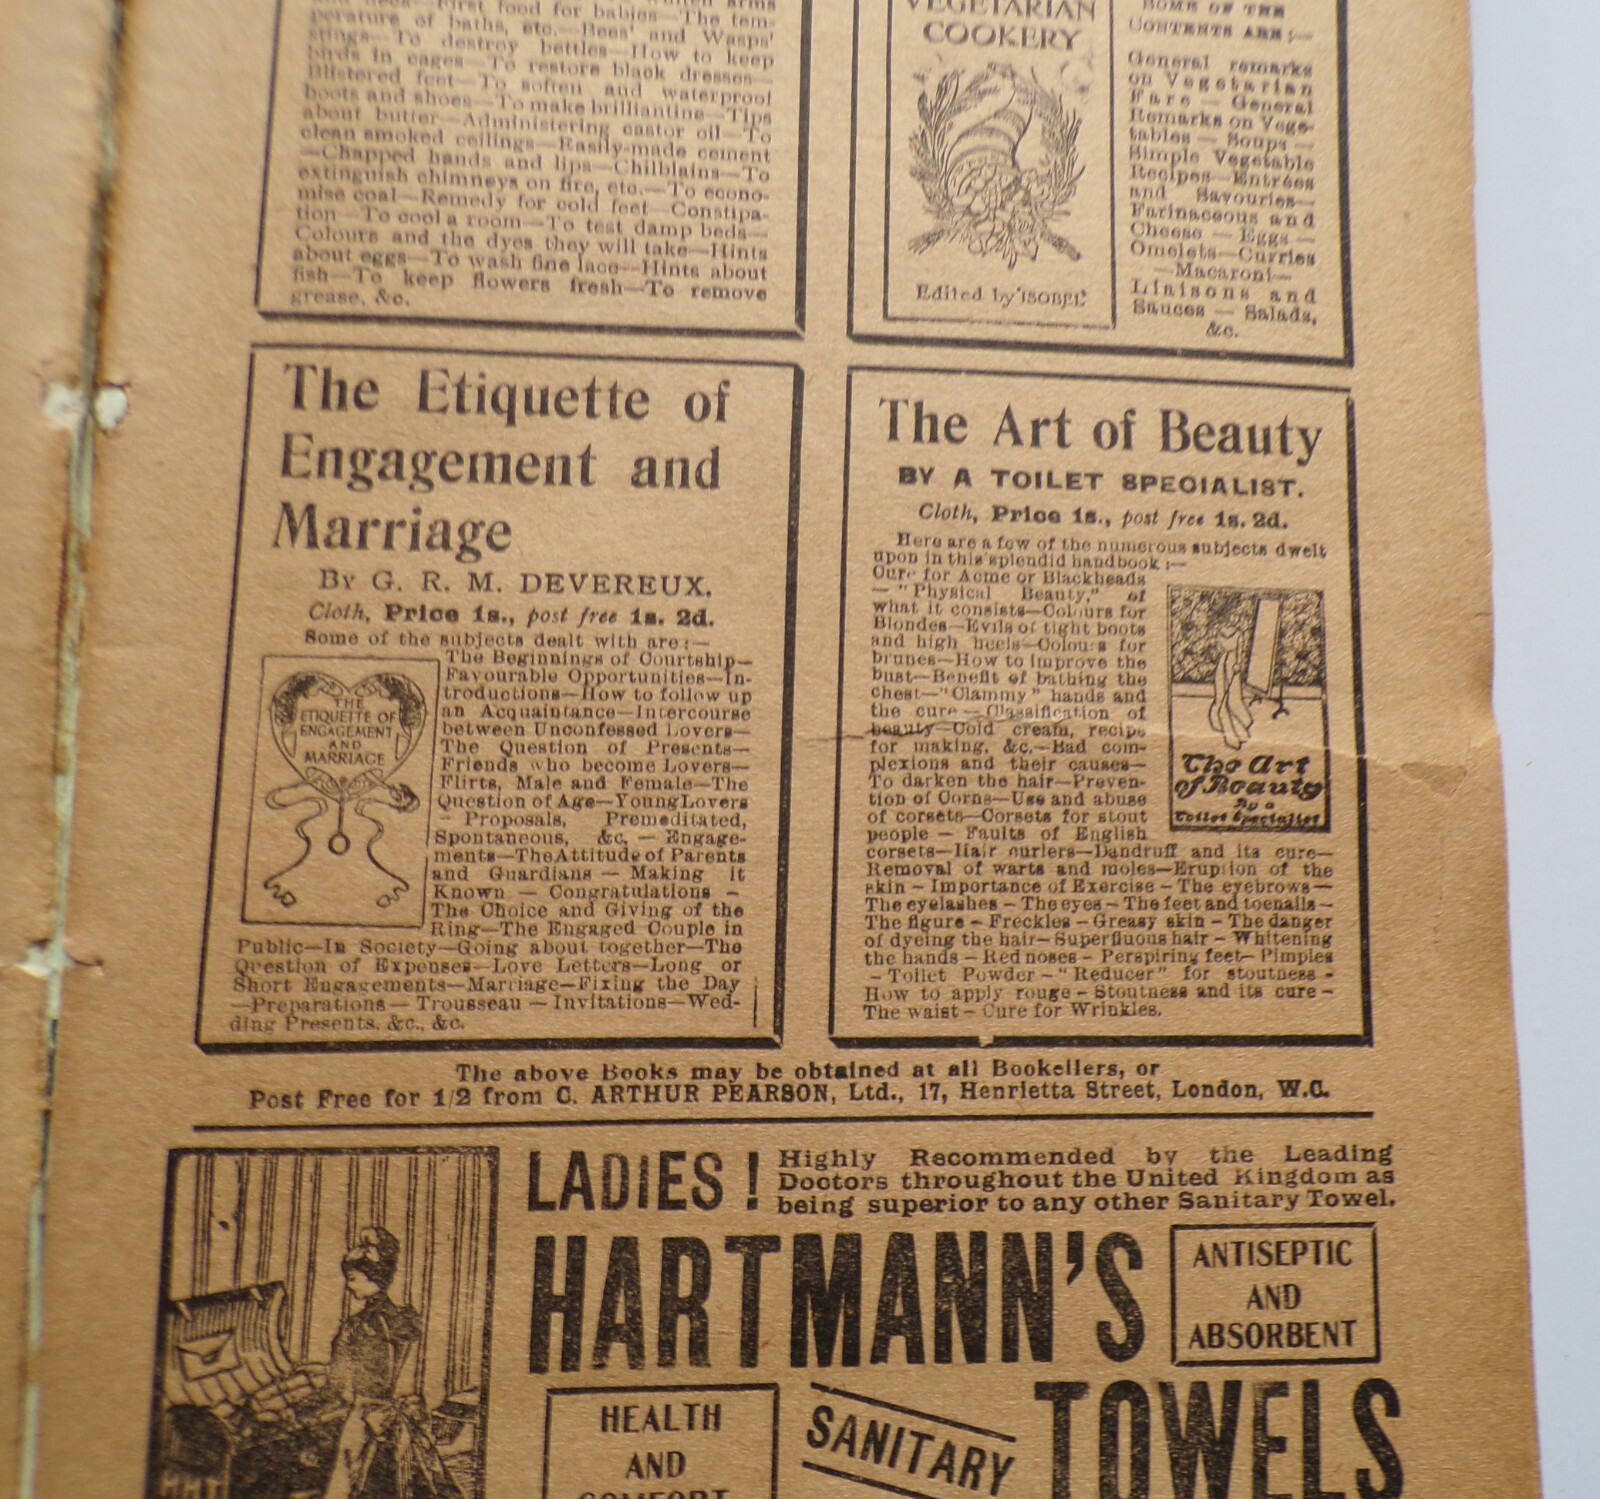 First food for babies—The tem-
perature of baths, etc.—Bees' and Wasps'
stings—To destroy bettles—How to keep
birds in cages—To restore black dresses—
Blistered feet—To soften and waterproof
boots and shoes—To make brilliantine—Tips
about butter—Administering castor oil—To
clean smoked ceilings—Easily-made cement
—Chapped hands and lips—Chilblains—To
extinguish chimneys on fire, etc.—To econo-
mise coal—Remedy for cold feet—Constipa-
tion—To cool a room—To test damp beds—
Colours and the dyes they will take—Hints
about eggs—To wash fine lace—Hints about
fish—To keep flowers fresh—To remove
grease, &c.
VEGETARIAN
COOKERY
Edited by "ISOBEL"
SOME OF THE
CONTENTS ARE:—
General remarks
on Vegetarian
Fare — General
Remarks on Vege-
tables — Soups —
Simple Vegetable
Recipes—Entrées
and Savouries—
Farinaceous and
Cheese — Eggs —
Omelets—Curries
—Macaroni—
Liaisons and
Sauces — Salads,
&c.
The Etiquette of
Engagement and
Marriage
By G. R. M. DEVEREUX.
Cloth, Price 1s., post free 1s. 2d.
Some of the subjects dealt with are:—
THE
ETIQUETTE OF
ENGAGEMENT
AND
MARRIAGE
The Beginnings of Courtship—
Favourable Opportunities—In-
troductions—How to follow up
an Acquaintance—Intercourse
between Unconfessed Lovers—
The Question of Presents—
Friends who become Lovers—
Flirts, Male and Female—The
Question of Age—Young Lovers
— Proposals, Premeditated,
Spontaneous, &c. — Engage-
ments—The Attitude of Parents
and Guardians — Making it
Known — Congratulations —
The Choice and Giving of the
Ring—The Engaged Couple in
Public—In Society—Going about together—The
Question of Expenses—Love Letters—Long or
Short Engagements—Marriage—Fixing the Day
—Preparations — Trousseau — Invitations—Wed-
ding Presents, &c., &c.
The Art of Beauty
BY A TOILET SPECIALIST.
Cloth, Price 1s., post free 1s. 2d.
Here are a few of the numerous subjects dwelt
upon in this splendid handbook:—
Cure for Acme or Blackheads
— "Physical Beauty," of
what it consists—Colours for
Blondes—Evils of tight boots
and high heels—Colours for
brunes—How to improve the
bust—Benefit of bathing the
chest—"Clammy" hands and
the cure — Classification of
beauty—Cold cream, recipe
for making, &c.—Bad com-
plexions and their causes—
To darken the hair—Preven-
tion of Corns—Use and abuse
of corsets—Corsets for stout
people — Faults of English
corsets—Hair curlers—Dandruff and its cure—
Removal of warts and moles—Eruption of the
skin — Importance of Exercise — The eyebrows—
The eyelashes — The eyes — The feet and toenails —
The figure — Freckles — Greasy skin — The danger
of dyeing the hair—Superfluous hair — Whitening
the hands — Red noses — Perspiring feet— Pimples
— Toilet Powder — "Reducer" for stoutness —
How to apply rouge — Stoutness and its cure —
The waist — Cure for Wrinkles.
The Art
of Beauty
By a
Toilet Specialist
The above Books may be obtained at all Booksellers, or
Post Free for 1/2 from C. ARTHUR PEARSON, Ltd., 17, Henrietta Street, London, W.C.
LADIES!
Highly Recommended by the Leading
Doctors throughout the United Kingdom as
being superior to any other Sanitary Towel.
HARTMANN'S
ANTISEPTIC
AND
ABSORBENT
HEALTH
AND
COMFORT
SANITARY
TOWELS